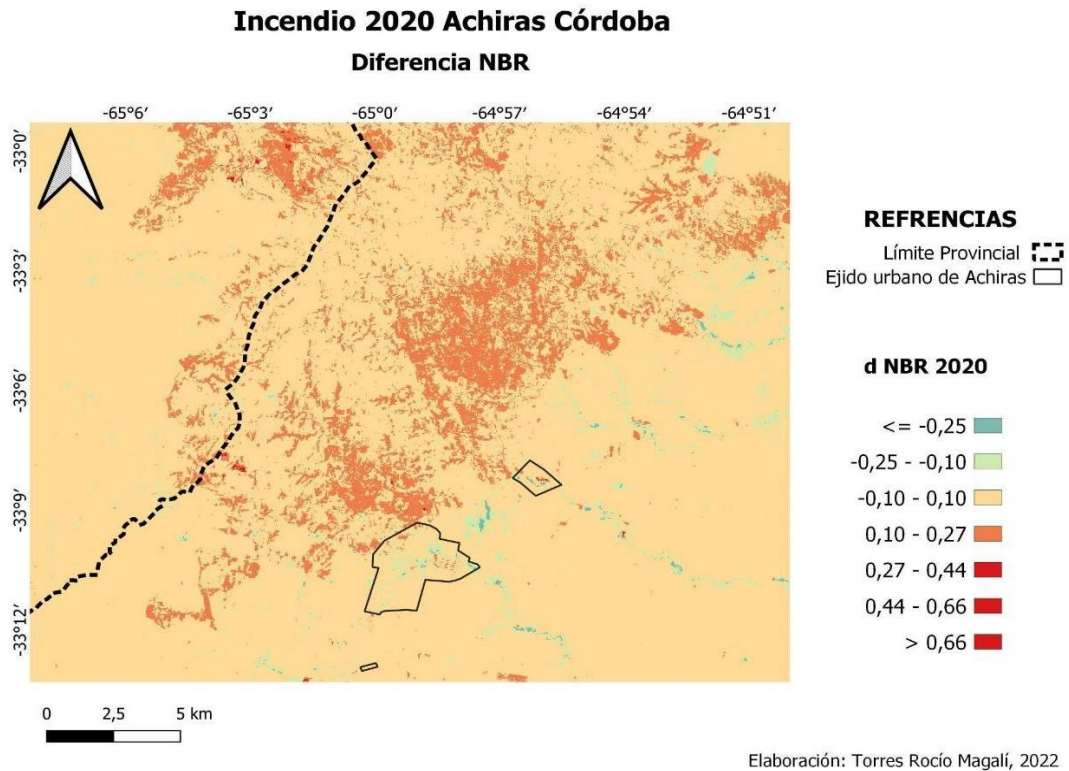 Incendio 2020 Achiras Córdoba
Diferencia NBR
-65°6′ -65°3′ -65°0′ -64°57′ -64°54′ -64°51′
-33°0′
-33°3′
-33°6′
-33°9′
-33°12′
REFRENCIAS
Límite Provincial
Ejido urbano de Achiras
d NBR 2020
<= -0,25
-0,25 - -0,10
-0,10 - 0,10
0,10 - 0,27
0,27 - 0,44
0,44 - 0,66
> 0,66
0 2,5 5 km
Elaboración: Torres Rocío Magalí, 2022